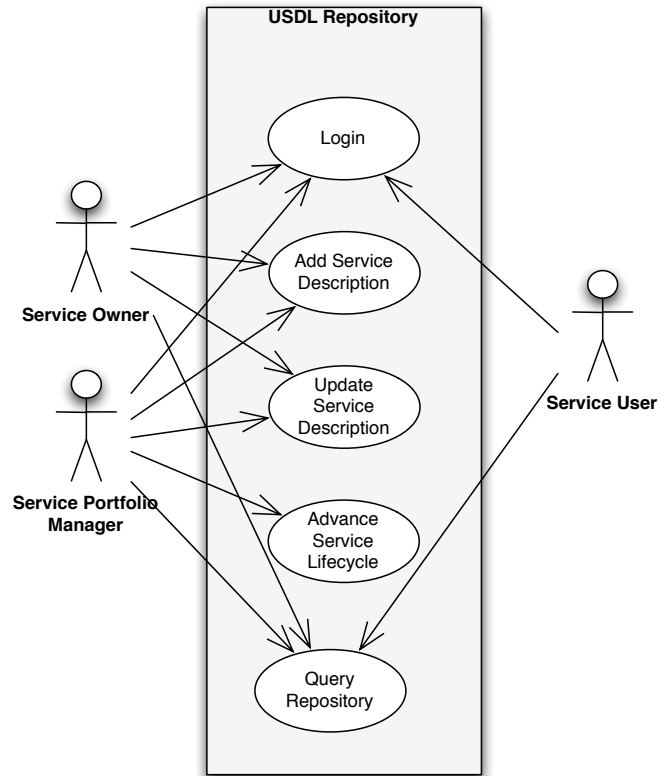 USDL Repository
Login
Add Service
Description
Service Owner
Update
Service
Description
Service User
Service Portfolio
Manager
Advance
Service
Lifecycle
Query
Repository